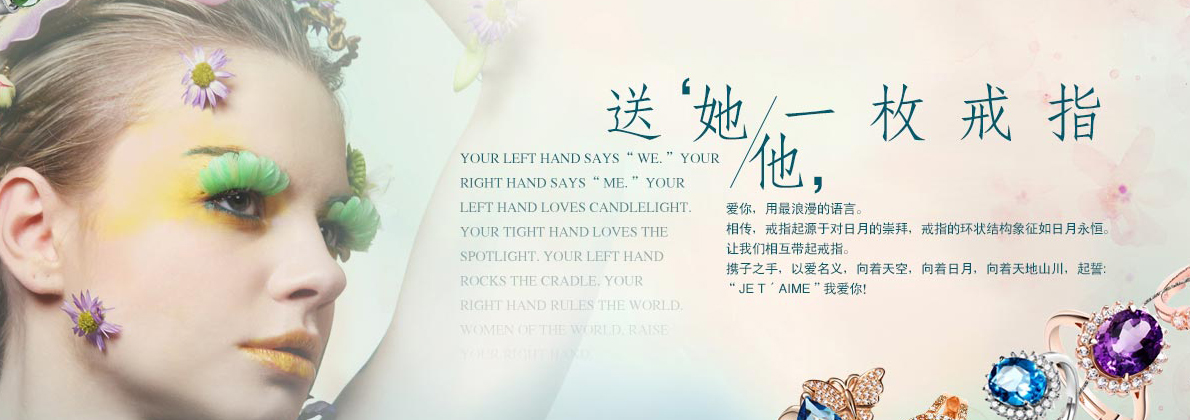 送‘她/他，一枚戒指
YOUR LEFT HAND SAYS “ WE. ” YOUR
RIGHT HAND SAYS “ ME. ” YOUR
LEFT HAND LOVES CANDLELIGHT.
YOUR TIGHT HAND LOVES THE
SPOTLIGHT. YOUR LEFT HAND
ROCKS THE CRADLE. YOUR
RIGHT HAND RULES THE WORLD.
WOMEN OF THE WORLD. RAISE
YOUR RIGHT HAND
爱你，用最浪漫的语言。
相传，戒指起源于对日月的崇拜，戒指的环状结构象征如日月永恒。
让我们相互带起戒指。
携子之手，以爱名义，向着天空，向着日月，向着天地山川，起誓:
“ JE T ´ AIME ” 我爱你!